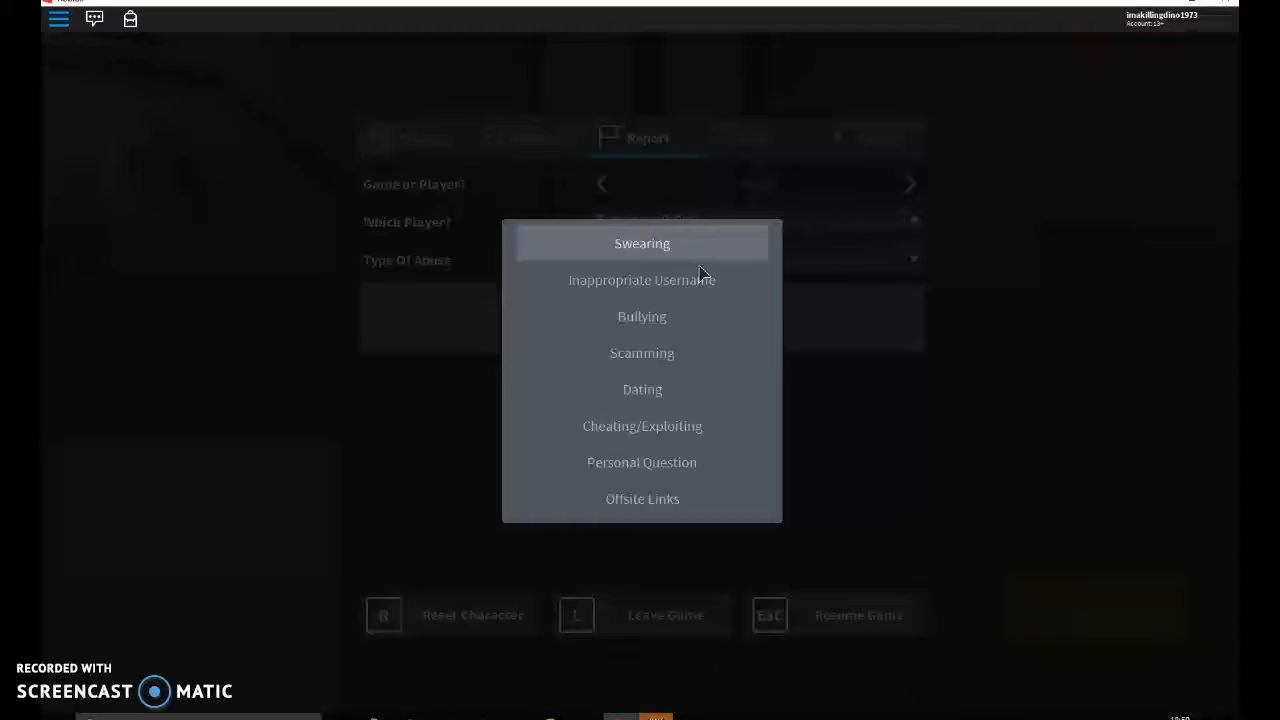 imakillingdino1973
Account: 13+
Report
Game or Player?
Which Player?
Type Of Abuse
Swearing
Inappropriate Username
Bullying
Scamming
Dating
Cheating/Exploiting
Personal Question
Offsite Links
R Reset Character
L Leave Game
ESC Resume Game
RECORDED WITH
SCREENCAST MATIC